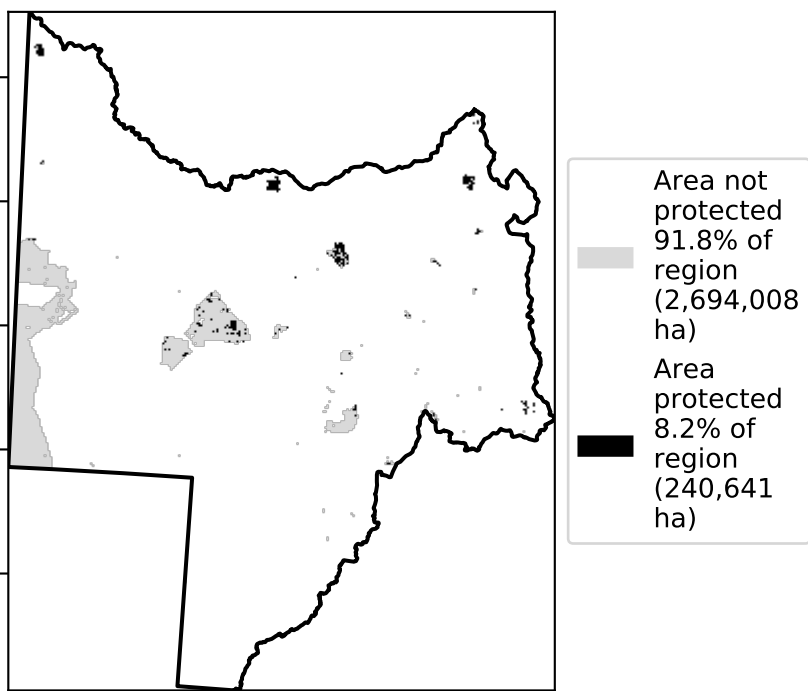 Area not
protected
91.8% of
region
(2,694,008
ha)
Area
protected
8.2% of
region
(240,641
ha)